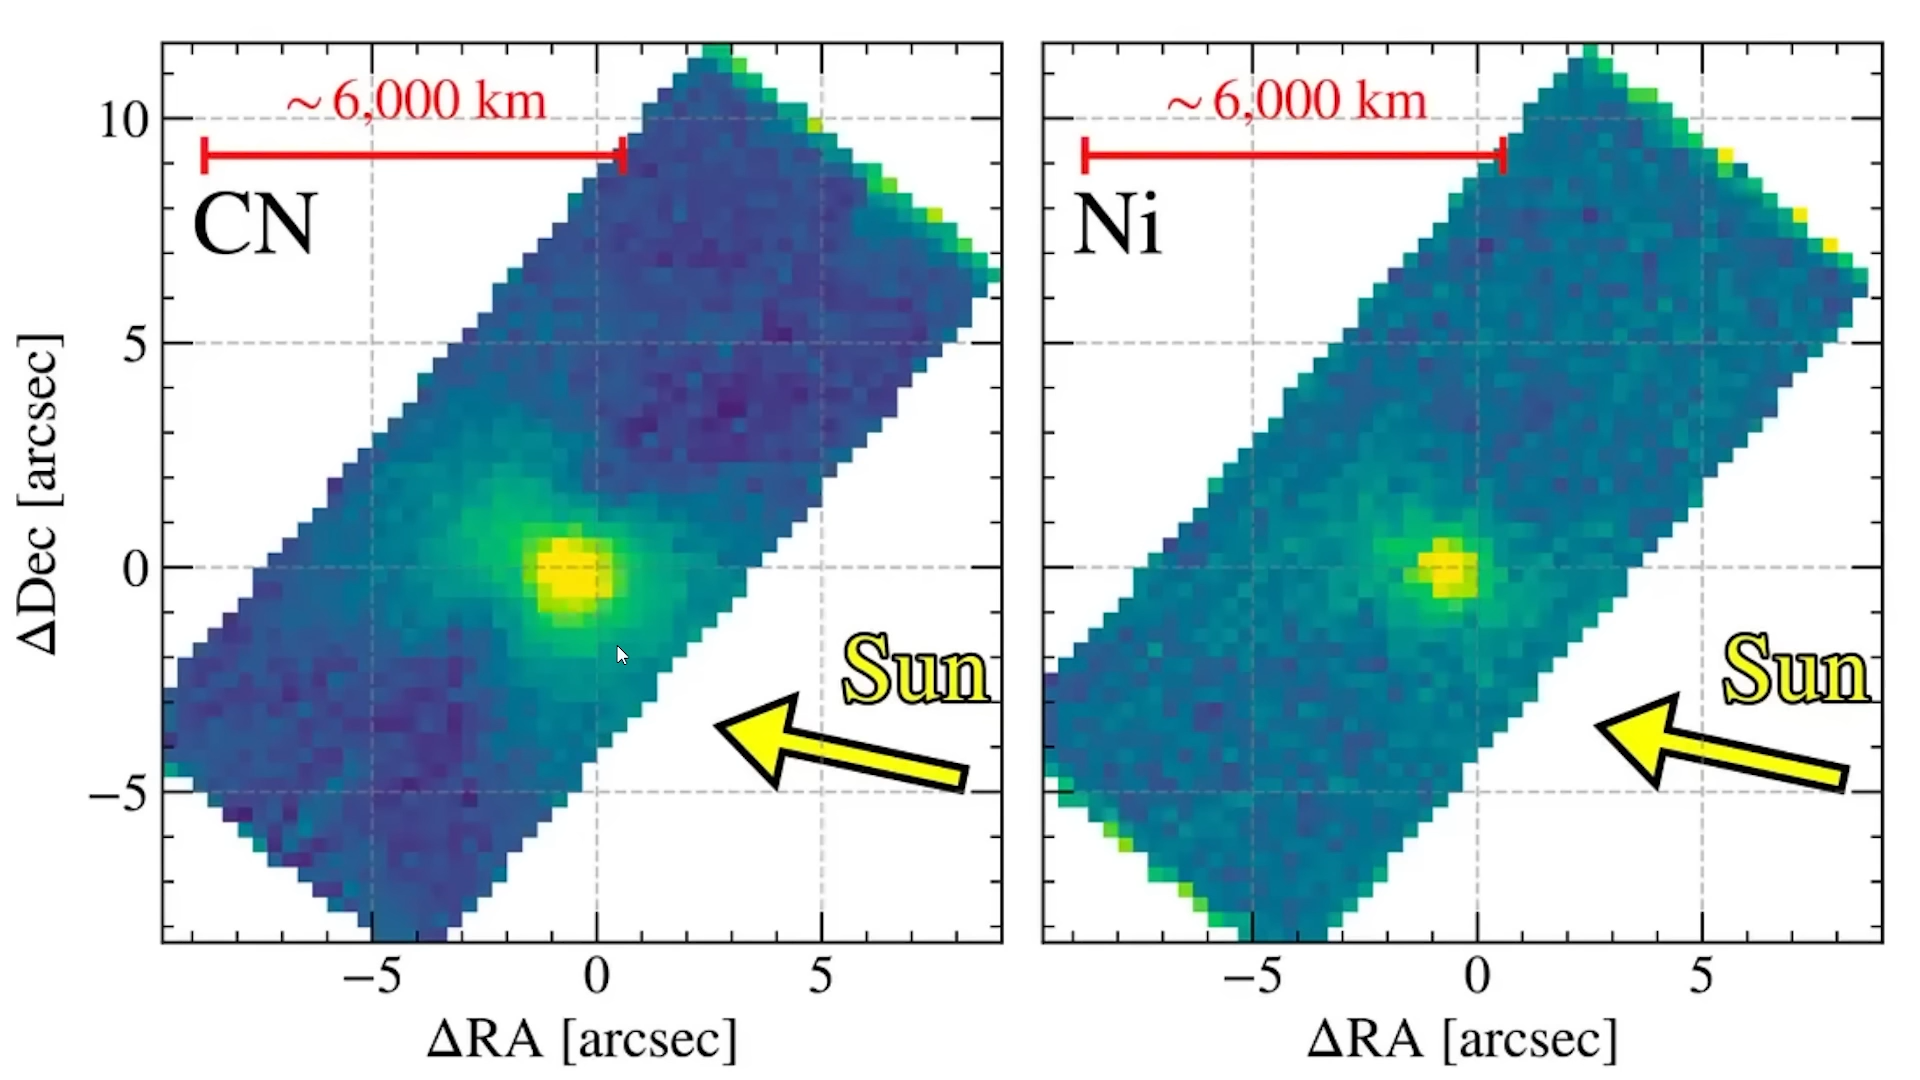 ~6,000 km
CN
Sun
~6,000 km
Ni
Sun
10
5
0
−5
ΔDec [arcsec]
−5 0 5
ΔRA [arcsec]
−5 0 5
ΔRA [arcsec]